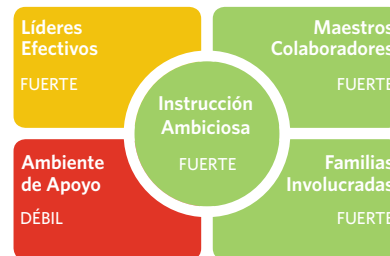 Líderes
Efectivos
FUERTE
Maestros
Colaboradores
FUERTE
Instrucción
Ambiciosa
FUERTE
Ambiente
de Apoyo
DÉBIL
Familias
Involucradas
FUERTE